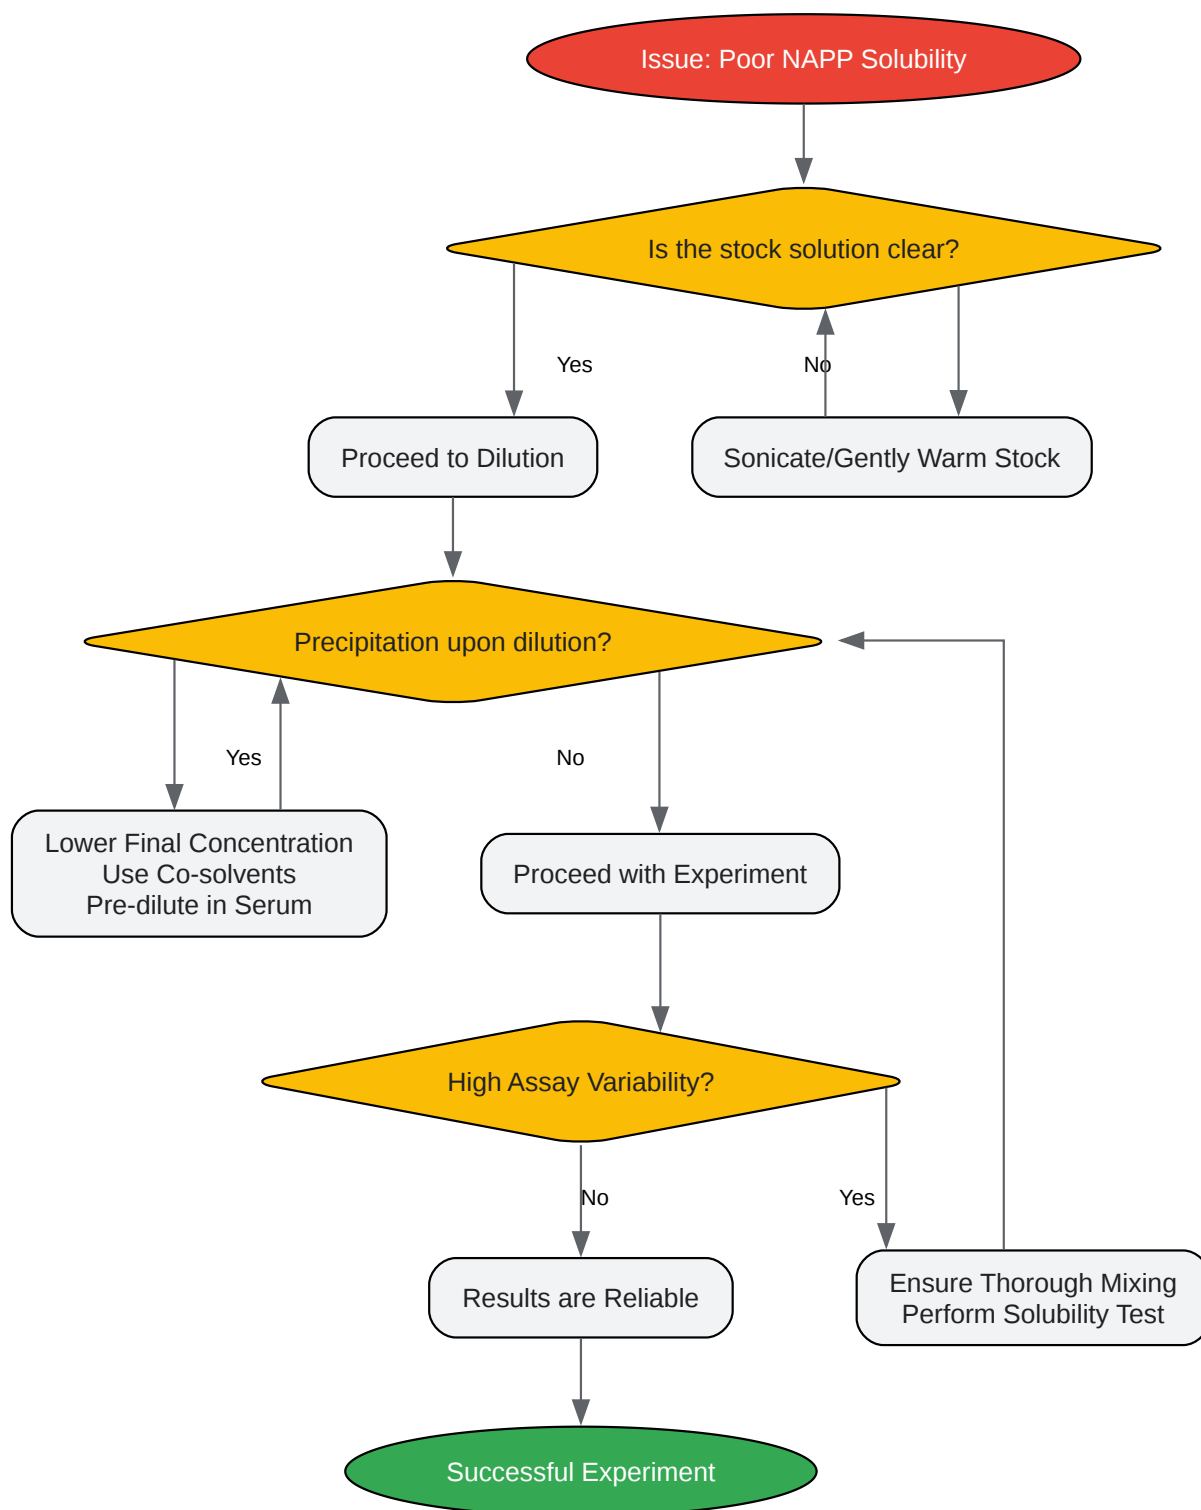 Issue: Poor NAPP Solubility
Is the stock solution clear?
Yes
No
Proceed to Dilution
Sonicate/Gently Warm Stock
Precipitation upon dilution?
Yes
No
Lower Final Concentration
Use Co-solvents
Pre-dilute in Serum
Proceed with Experiment
High Assay Variability?
No
Yes
Results are Reliable
Ensure Thorough Mixing
Perform Solubility Test
Successful Experiment